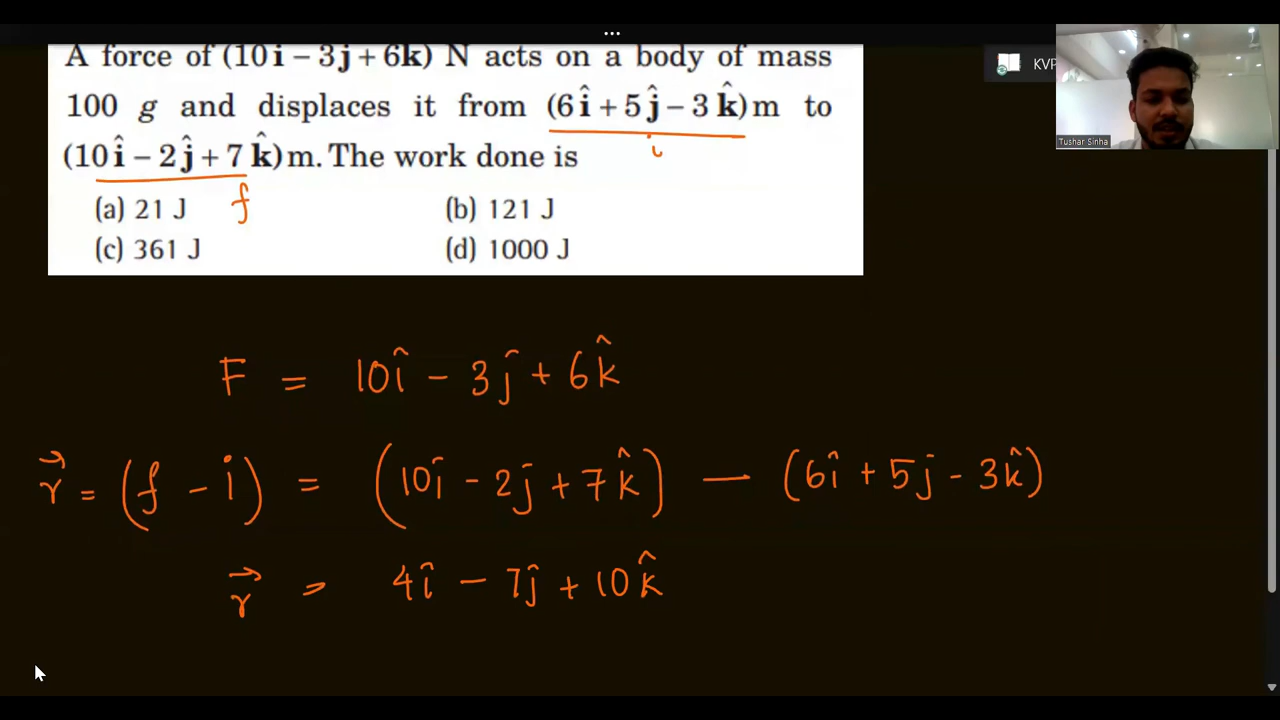 ...
A force of (10i − 3j + 6k) N acts on a body of mass
100 g and displaces it from (6î + 5ĵ − 3k̂)m to
(10î − 2ĵ + 7k̂)m. The work done is
i
f
(a) 21 J (b) 121 J
(c) 361 J (d) 1000 J
KVP
Tushar Sinha
F = 10î − 3ĵ + 6k̂
r⃗ = (f − i) = (10î − 2ĵ + 7k̂) − (6î + 5ĵ − 3k̂)
r⃗ = 4î − 7ĵ + 10k̂